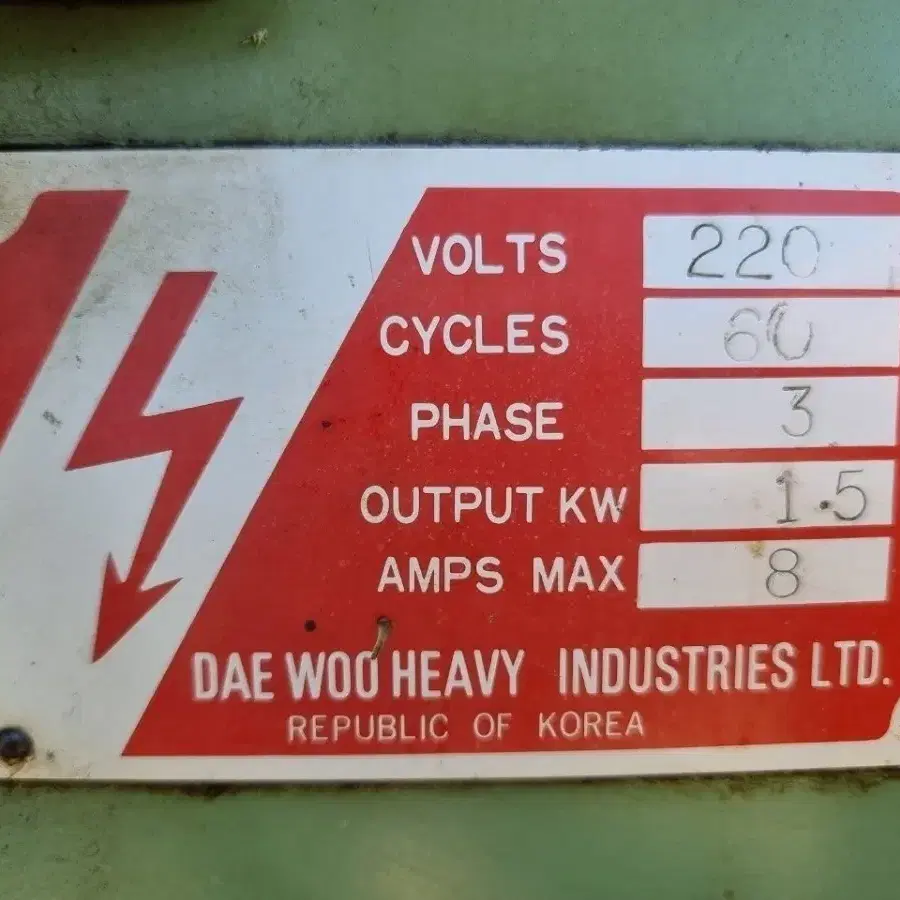 VOLTS 220
CYCLES 60
PHASE 3
OUTPUT KW 1.5
AMPS MAX 8
DAE WOO HEAVY INDUSTRIES LTD.
REPUBLIC OF KOREA